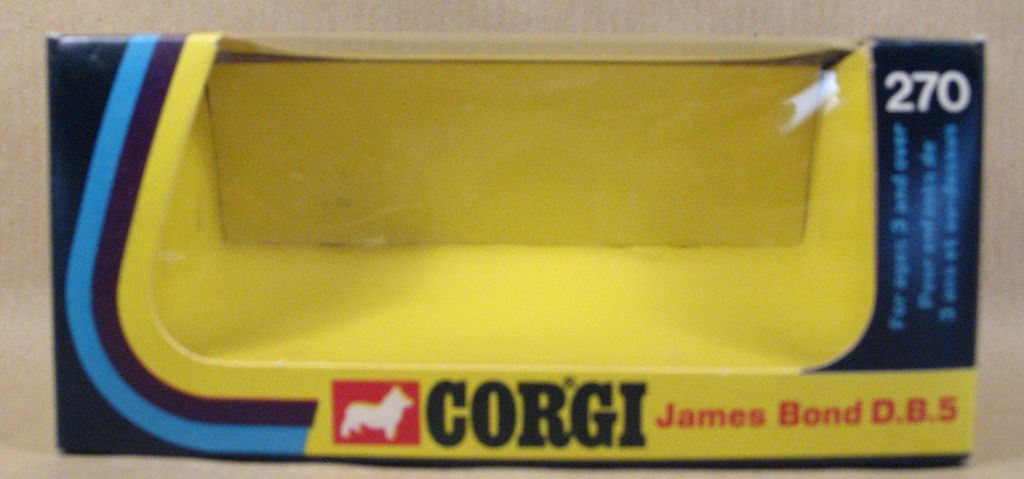 270
For ages 3 and over
Pour enfants de
3 ans et au-dessus
CORGI®
James Bond D.B.5